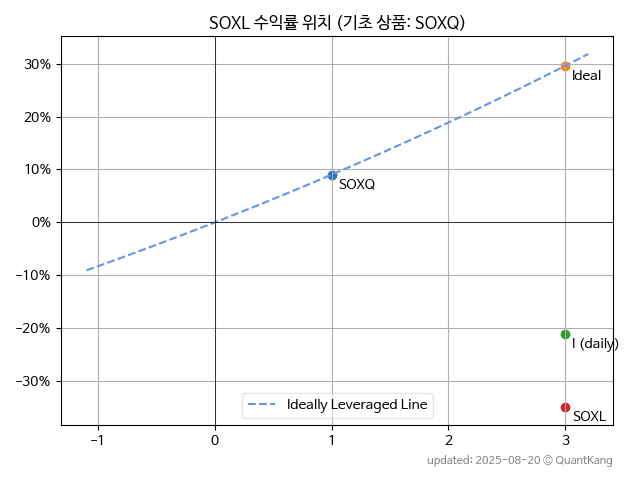 SOXL 수익률 위치 (기초 상품: SOXQ)
30%
20%
10%
0%
−10%
−20%
−30%
Ideal
SOXQ
I (daily)
SOXL
Ideally Leveraged Line
−1
0
1
2
3
updated: 2025-08-20 © QuantKang